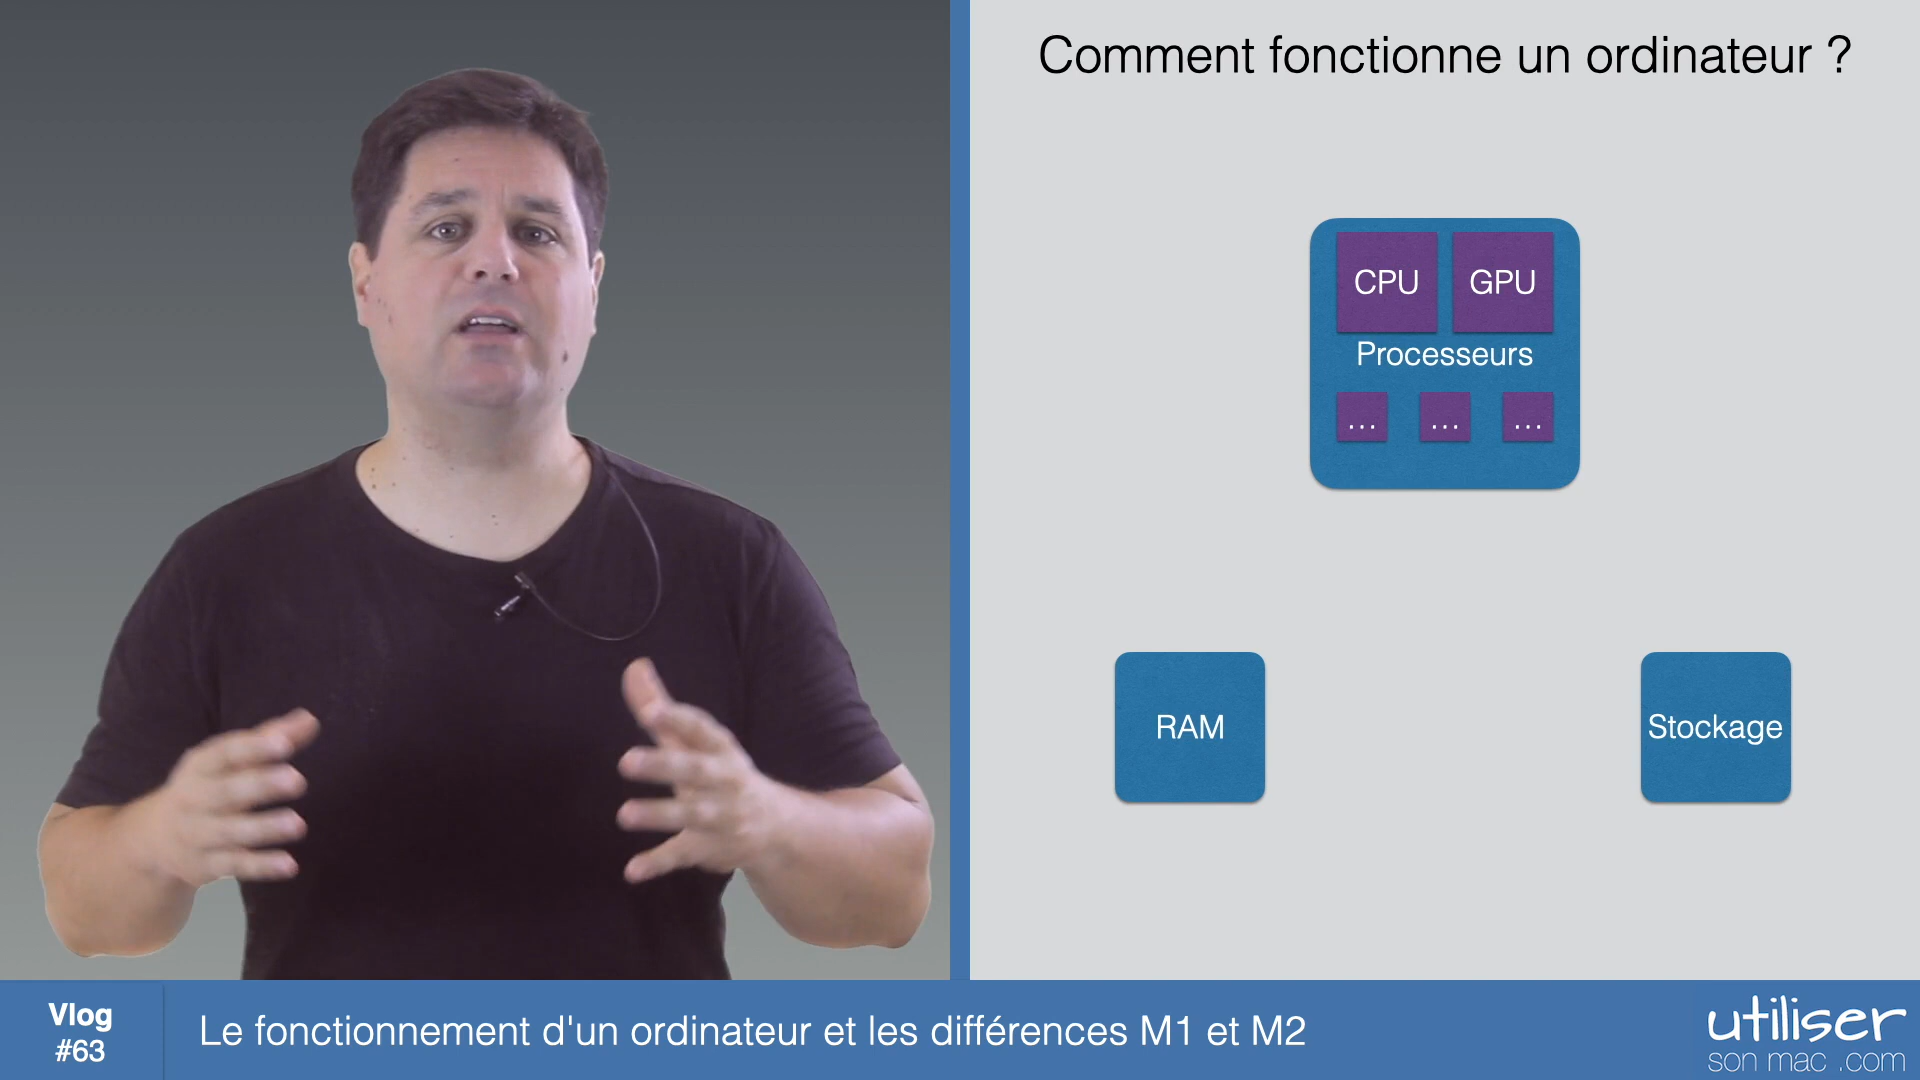 Comment fonctionne un ordinateur ?
CPU GPU
Processeurs
... ... ...
RAM
Stockage
Vlog
#63
Le fonctionnement d'un ordinateur et les différences M1 et M2
utiliser
son mac .com